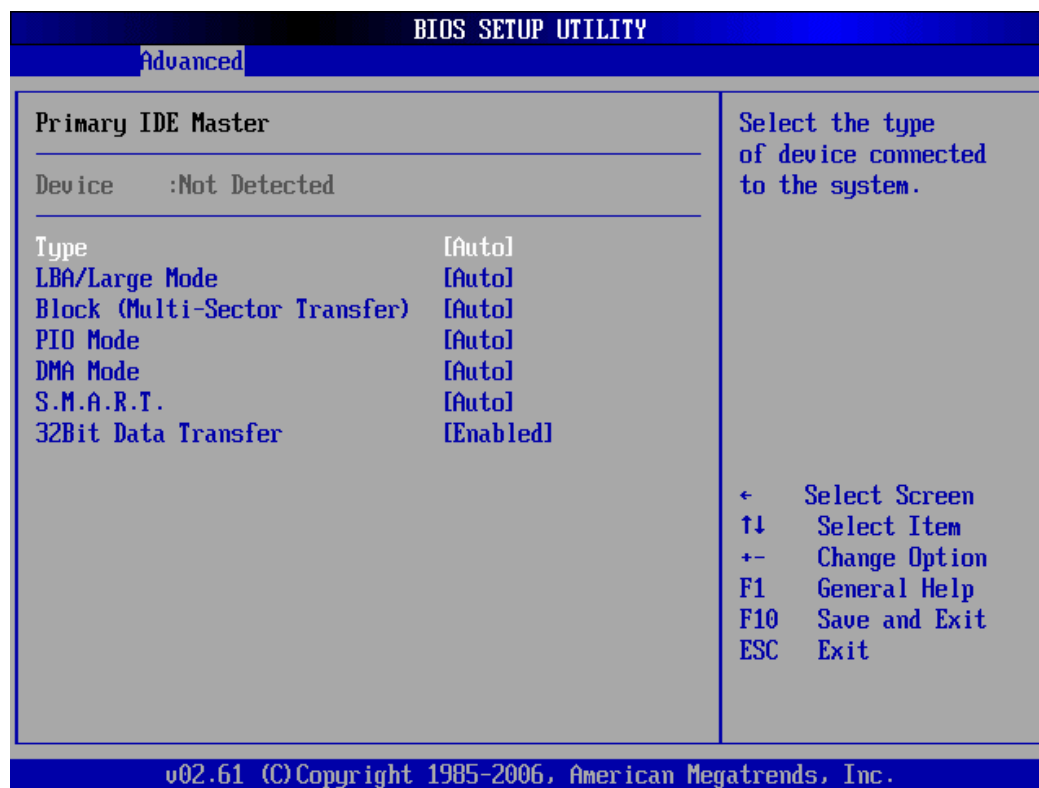 BIOS SETUP UTILITY
Advanced
Primary IDE Master
Device :Not Detected
Type [Auto]
LBA/Large Mode [Auto]
Block (Multi-Sector Transfer) [Auto]
PIO Mode [Auto]
DMA Mode [Auto]
S.M.A.R.T. [Auto]
32Bit Data Transfer [Enabled]
Select the type
of device connected
to the system.
← Select Screen
↑↓ Select Item
+- Change Option
F1 General Help
F10 Save and Exit
ESC Exit
v02.61 (C)Copyright 1985-2006, American Megatrends, Inc.